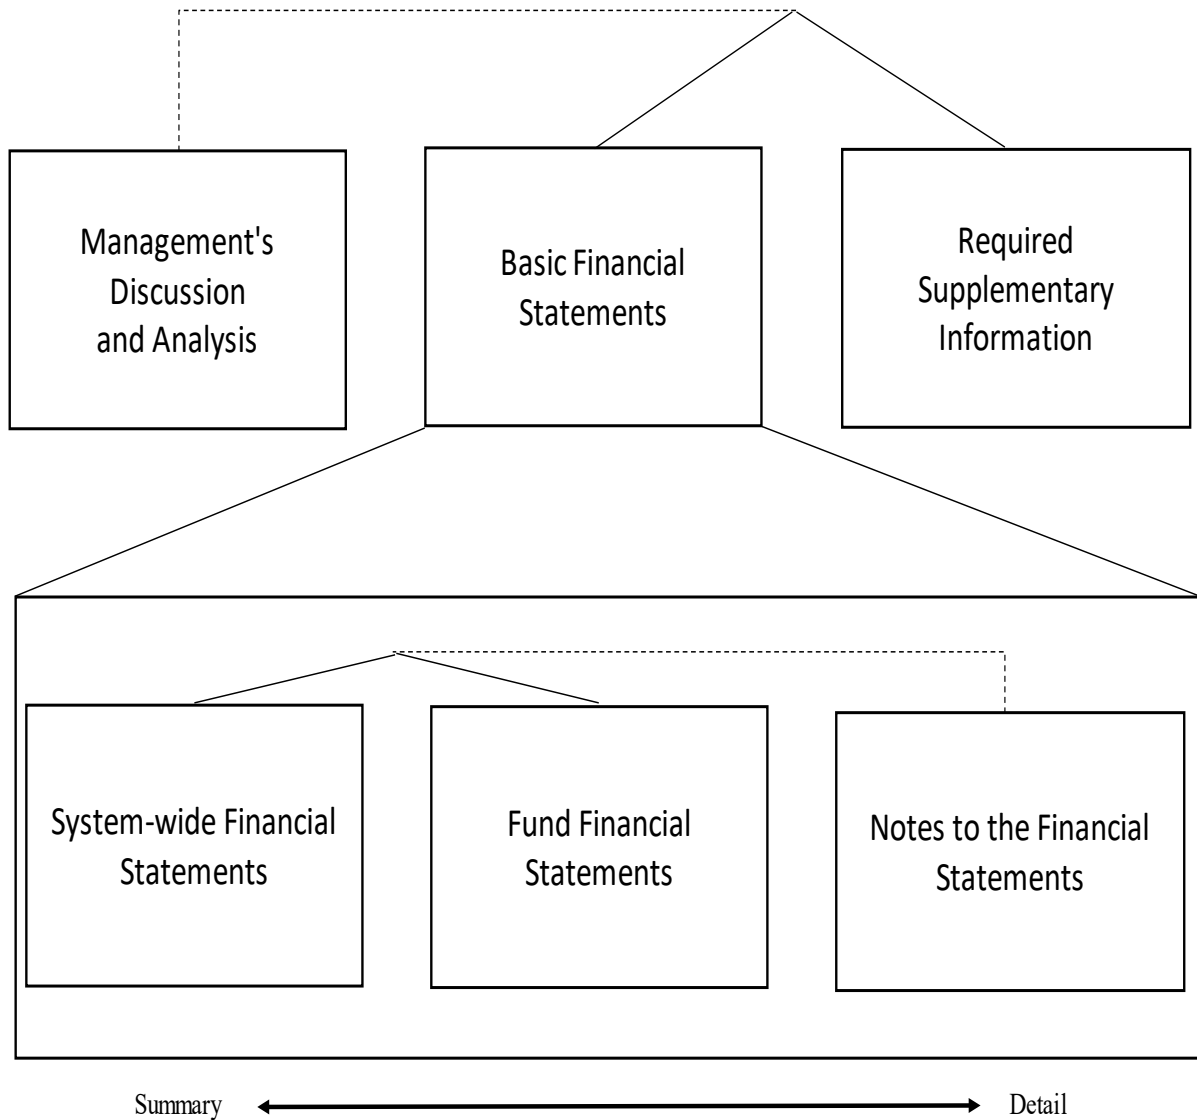 Management's
Discussion
and Analysis
Basic Financial
Statements
Required
Supplementary
Information
System-wide Financial
Statements
Fund Financial
Statements
Notes to the Financial
Statements
Summary
Detail